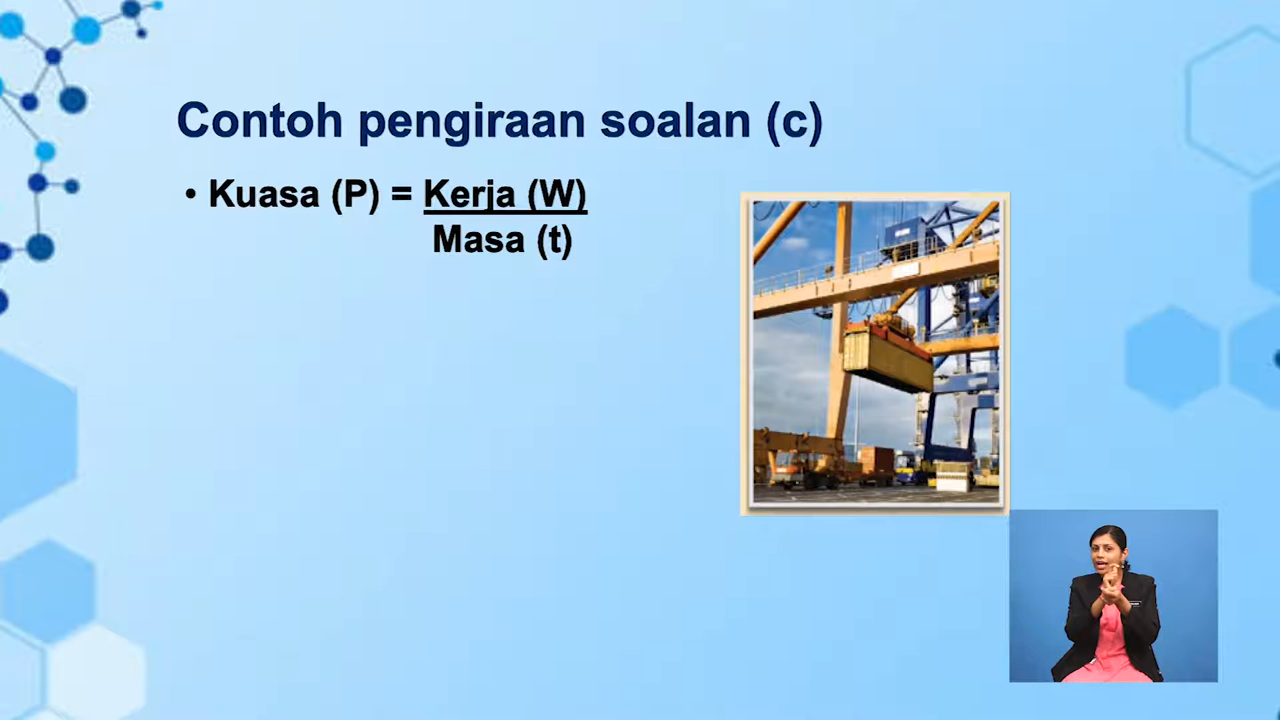 Contoh pengiraan soalan (c)
• Kuasa (P) = Kerja (W)
Masa (t)